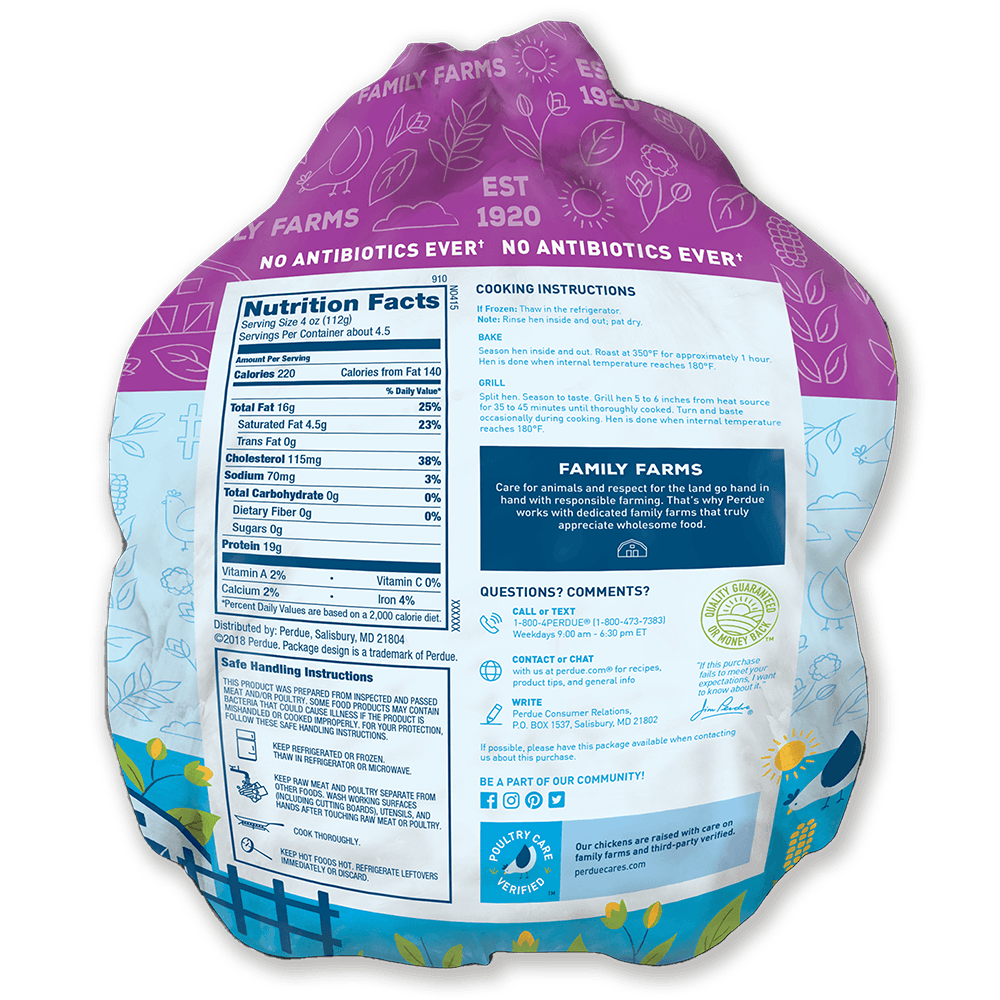 FAMILY FARMS
ES
1920
EST
1920
LY FARMS
NO ANTIBIOTICS EVER† NO ANTIBIOTICS EVER†
910
N0415
Nutrition Facts
Serving Size 4 oz (112g)
Servings Per Container about 4.5
Amount Per Serving
Calories 220 Calories from Fat 140
% Daily Value*
Total Fat 16g 25%
Saturated Fat 4.5g 23%
Trans Fat 0g
Cholesterol 115mg 38%
Sodium 70mg 3%
Total Carbohydrate 0g 0%
Dietary Fiber 0g 0%
Sugars 0g
Protein 19g
Vitamin A 2% • Vitamin C 0%
Calcium 2% • Iron 4%
*Percent Daily Values are based on a 2,000 calorie diet.
XXXXXX
Distributed by: Perdue, Salisbury, MD 21804
©2018 Perdue. Package design is a trademark of Perdue.
Safe Handling Instructions
THIS PRODUCT WAS PREPARED FROM INSPECTED AND PASSED
MEAT AND/OR POULTRY. SOME FOOD PRODUCTS MAY CONTAIN
BACTERIA THAT COULD CAUSE ILLNESS IF THE PRODUCT IS
MISHANDLED OR COOKED IMPROPERLY. FOR YOUR PROTECTION,
FOLLOW THESE SAFE HANDLING INSTRUCTIONS.
KEEP REFRIGERATED OR FROZEN.
THAW IN REFRIGERATOR OR MICROWAVE.
KEEP RAW MEAT AND POULTRY SEPARATE FROM
OTHER FOODS. WASH WORKING SURFACES
(INCLUDING CUTTING BOARDS), UTENSILS, AND
HANDS AFTER TOUCHING RAW MEAT OR POULTRY.
COOK THOROUGHLY.
KEEP HOT FOODS HOT. REFRIGERATE LEFTOVERS
IMMEDIATELY OR DISCARD.
COOKING INSTRUCTIONS
If Frozen: Thaw in the refrigerator.
Note: Rinse hen inside and out; pat dry.
BAKE
Season hen inside and out. Roast at 350°F for approximately 1 hour.
Hen is done when internal temperature reaches 180°F.
GRILL
Split hen. Season to taste. Grill hen 5 to 6 inches from heat source
for 35 to 45 minutes until thoroughly cooked. Turn and baste
occasionally during cooking. Hen is done when internal temperature
reaches 180°F.
FAMILY FARMS
Care for animals and respect for the land go hand in
hand with responsible farming. That's why Perdue
works with dedicated family farms that truly
appreciate wholesome food.
QUESTIONS? COMMENTS?
CALL or TEXT
1-800-4PERDUE® (1-800-473-7383)
Weekdays 9:00 am - 6:30 pm ET
CONTACT or CHAT
with us at perdue.com® for recipes,
product tips, and general info
WRITE
Perdue Consumer Relations,
P.O. BOX 1537, Salisbury, MD 21802
QUALITY GUARANTEED
OR MONEY BACK
TM
"If this purchase
fails to meet your
expectations, I want
to know about it."
Jim Perdue ®
If possible, please have this package available when contacting
us about this purchase.
BE A PART OF OUR COMMUNITY!
POULTRY CARE
VERIFIED
TM
Our chickens are raised with care on
family farms and third-party verified.
perduecares.com